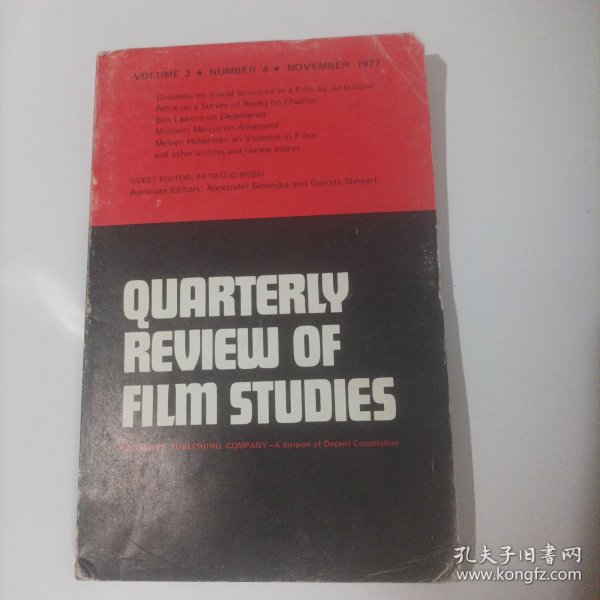 VOLUME 2 • NUMBER 4 • NOVEMBER 1977
Columbo on Visual Structure in a Film by Antonioni
Petrie on a Survey of Books on Chaplin
Ben Lawton on Decameron
Millicent Marcus on Amarcord
Melvyn Haberman on Violence in Films
and other articles and review essays
GUEST EDITOR: PATRIZIO ROSSI
Associate Editors: Alexander Sesonske and Garrett Stewart
QUARTERLY
REVIEW OF
FILM STUDIES
PUBLISHING COMPANY—A division of Docent Corporation
孔夫子旧书网
www.kongfz.com